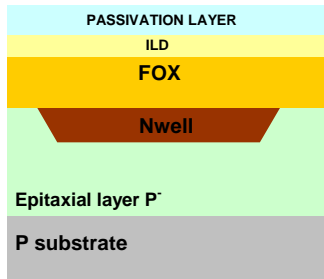 PASSIVATION LAYER
ILD
FOX
Nwell
Epitaxial layer P⁻
P substrate